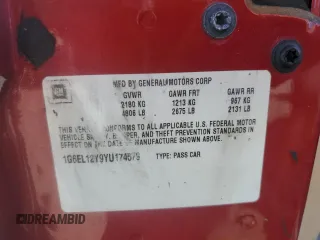 GM
MFD BY GENERAL MOTORS CORP
GVWR GAWR FRT GAWR RR
2180 KG 1213 KG 967 KG
4806 LB 2675 LB 2131 LB
THIS VEHICLE CONFORMS TO ALL APPLICABLE U.S. FEDERAL MOTOR
VEHICLE SAFETY, BUMPER, AND THEFT PREVENTION STANDARDS
IN EFFECT ON THE DATE OF MANUFACTURE SHOWN ABOVE.
TYPE: PASS CAR
DREAMBID